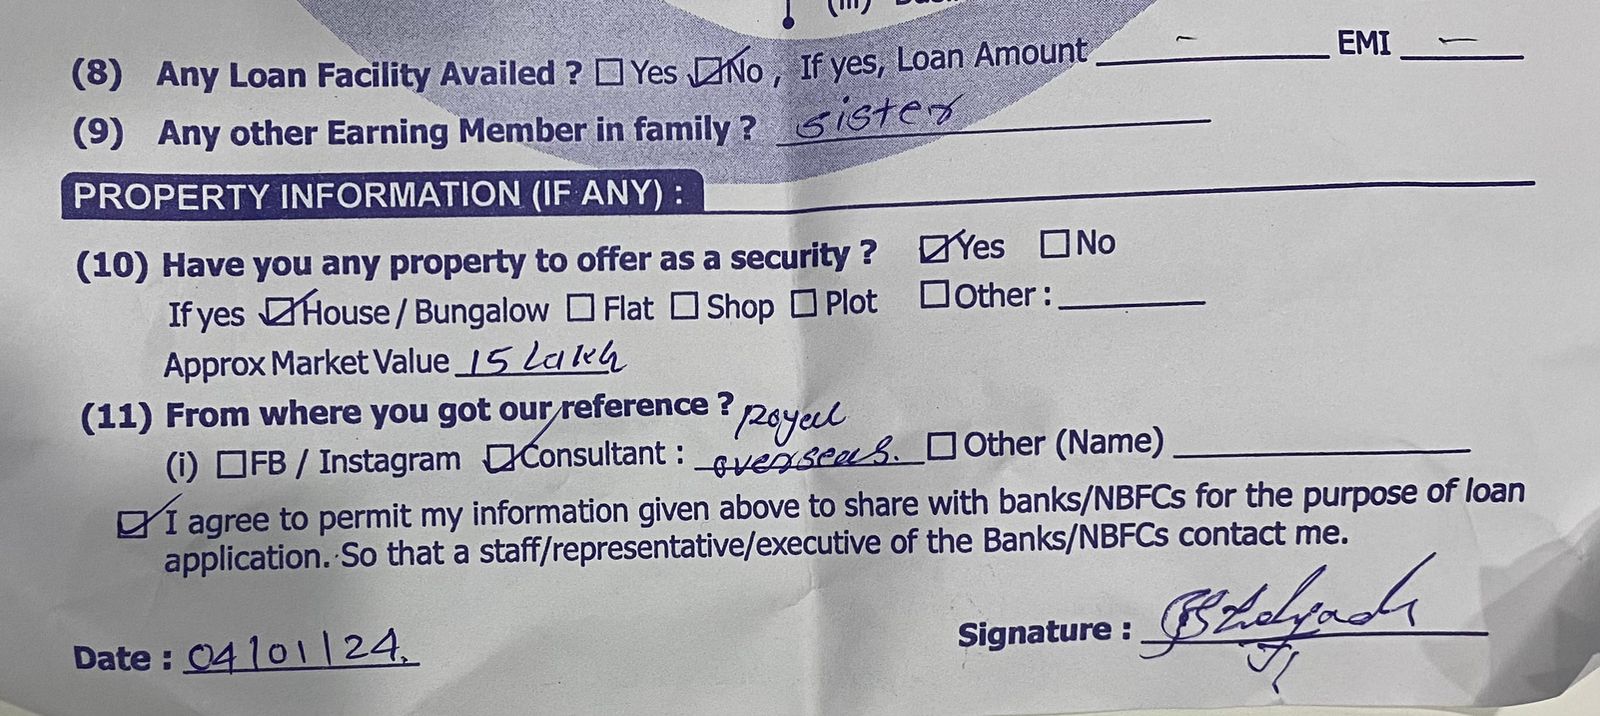 (8) Any Loan Facility Availed ? ☐ Yes ☑ No , If yes, Loan Amount - EMI -
(9) Any other Earning Member in family ? sister
PROPERTY INFORMATION (IF ANY) :
(10) Have you any property to offer as a security ? ☑ Yes ☐ No
If yes ☑ House / Bungalow ☐ Flat ☐ Shop ☐ Plot ☐ Other :
Approx Market Value 15 Lakh
(11) From where you got our reference ? Royal
(i) ☐ FB / Instagram ☑ Consultant : overseas. ☐ Other (Name)
☑ I agree to permit my information given above to share with banks/NBFCs for the purpose of loan
application. So that a staff/representative/executive of the Banks/NBFCs contact me.
Date : 04/01/24.
Signature :